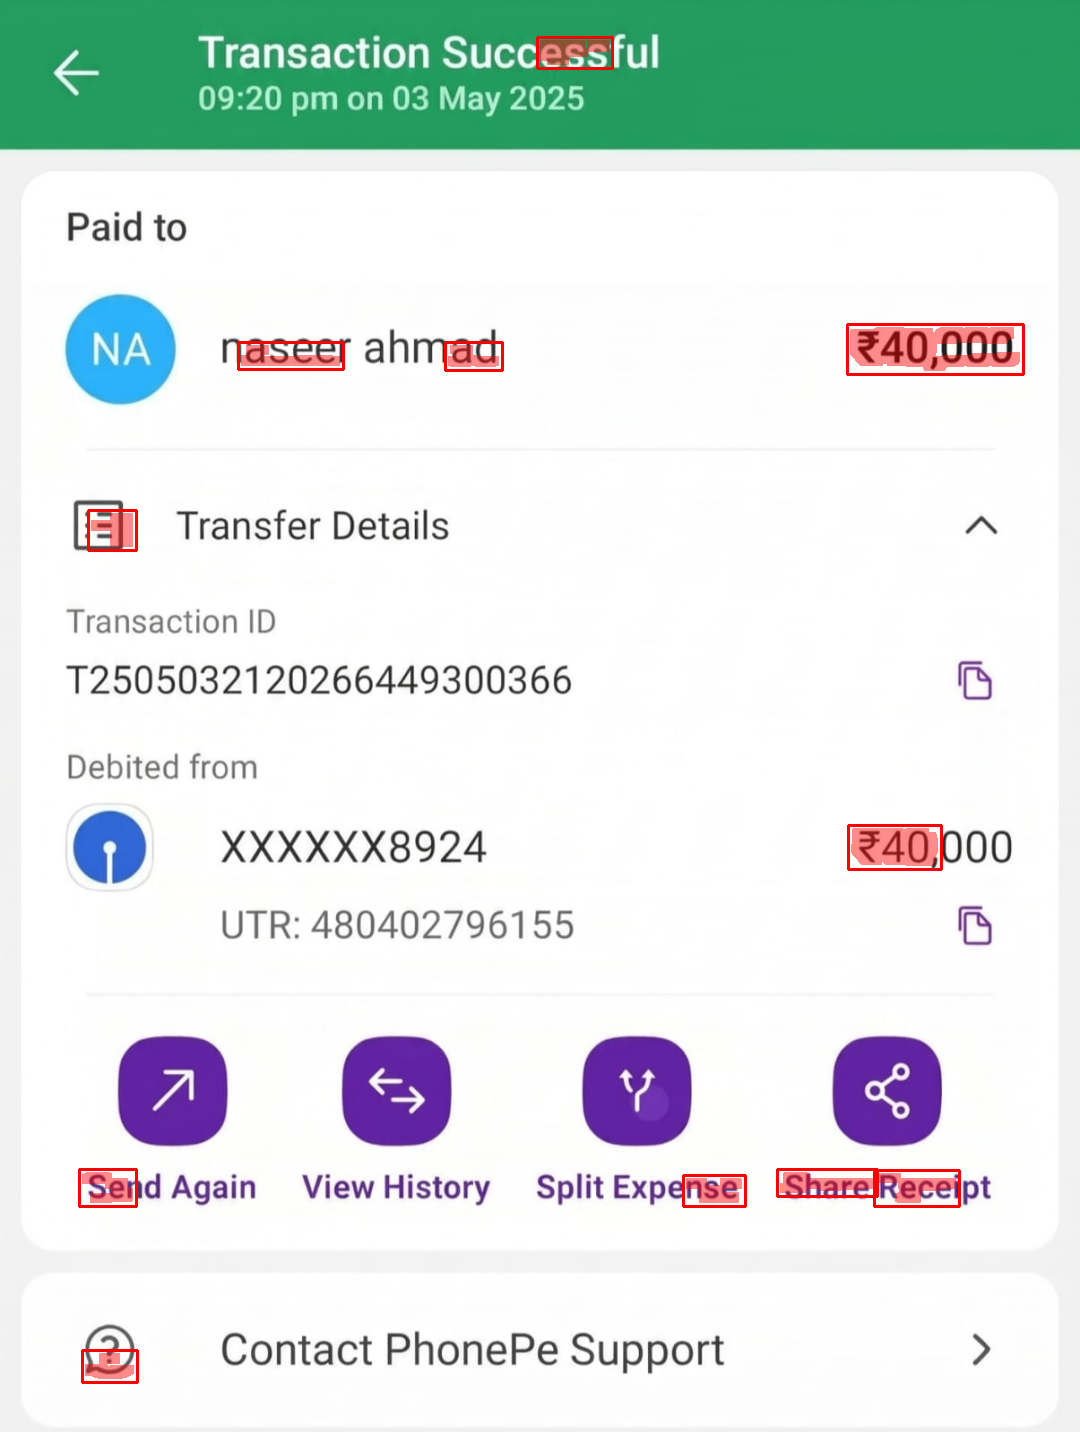 Transaction Successful
09:20 pm on 03 May 2025
Paid to
NA
naseer ahmad
₹40,000
Transfer Details
Transaction ID
T2505032120266449300366
Debited from
XXXXXX8924
₹40,000
UTR: 480402796155
Send Again
View History
Split Expense
Share Receipt
Contact PhonePe Support